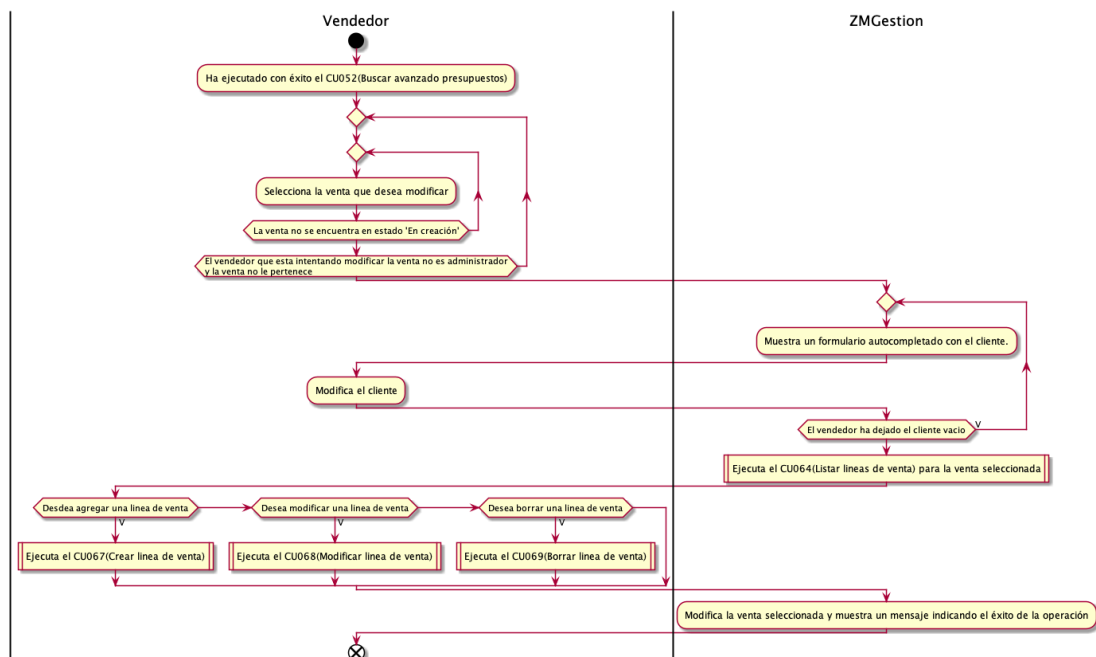 Vendedor
ZMGestion
Ha ejecutado con éxito el CU052(Buscar avanzado presupuestos)
Selecciona la venta que desea modificar
La venta no se encuentra en estado 'En creación'
El vendedor que esta intentando modificar la venta no es administrador
y la venta no le pertenece
Muestra un formulario autocompletado con el cliente.
Modifica el cliente
El vendedor ha dejado el cliente vacio
V
Ejecuta el CU064(Listar lineas de venta) para la venta seleccionada
Desdea agregar una linea de venta
V
Desea modificar una linea de venta
V
Desea borrar una linea de venta
V
Ejecuta el CU067(Crear linea de venta)
Ejecuta el CU068(Modificar linea de venta)
Ejecuta el CU069(Borrar linea de venta)
Modifica la venta seleccionada y muestra un mensaje indicando el éxito de la operación